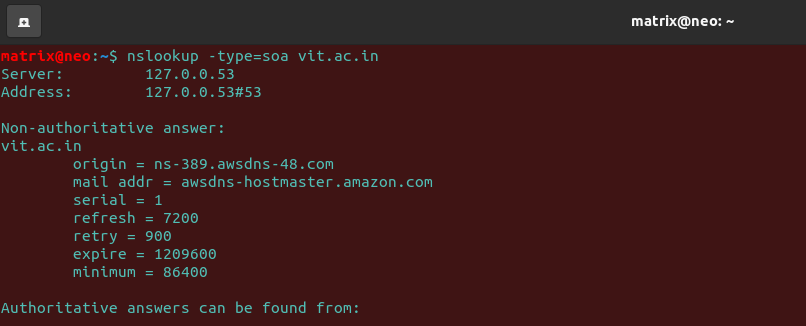 matrix@neo: ~
matrix@neo:~$ nslookup -type=soa vit.ac.in
Server:         127.0.0.53
Address:        127.0.0.53#53
Non-authoritative answer:
vit.ac.in
        origin = ns-389.awsdns-48.com
        mail addr = awsdns-hostmaster.amazon.com
        serial = 1
        refresh = 7200
        retry = 900
        expire = 1209600
        minimum = 86400
Authoritative answers can be found from: